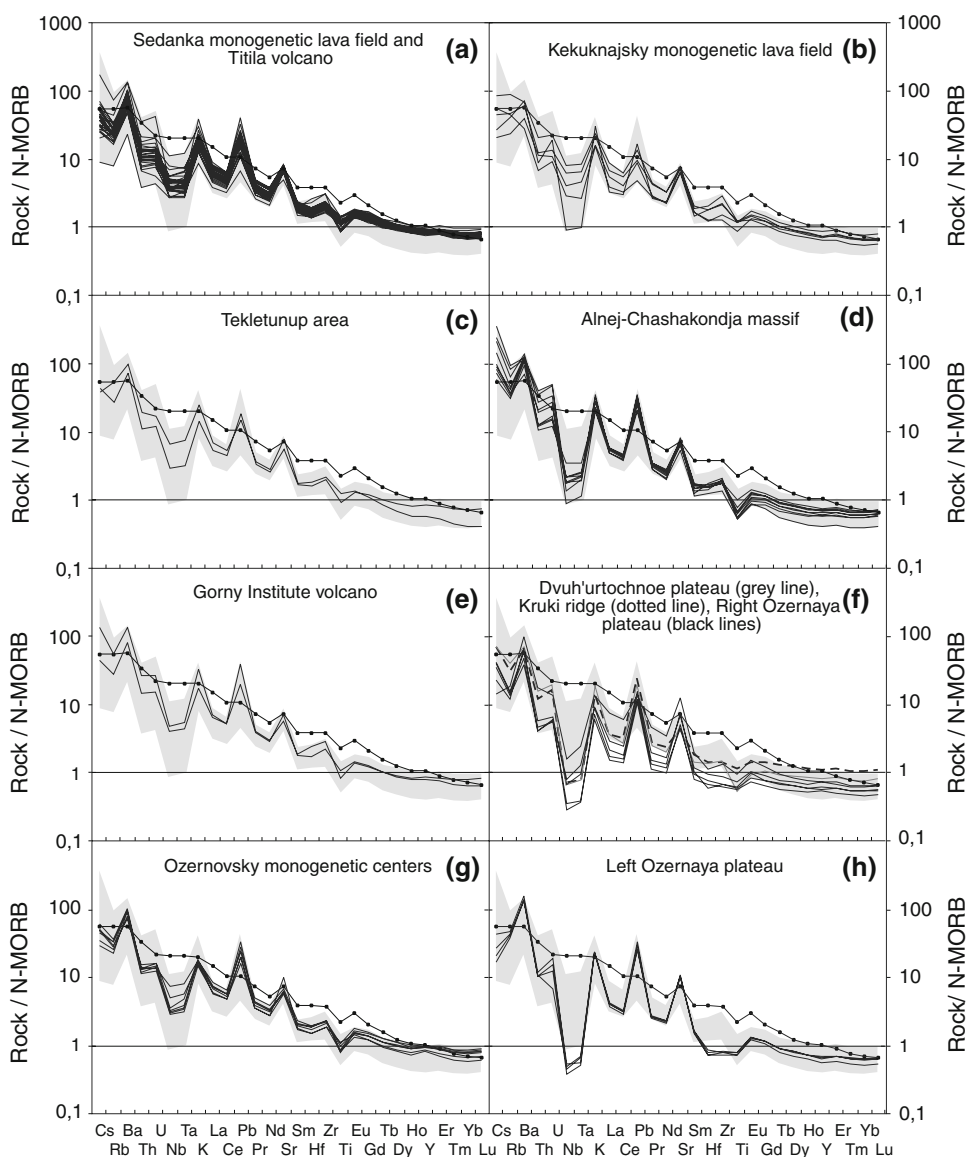 1000
1000
Sedanka monogenetic lava field and
Titila volcano
(a)
Kekuknajsky monogenetic lava field
(b)
100
100
10
10
1
1
0,1
0,1
Rock / N-MORB
Rock / N-MORB
Tekletunup area
(c)
Alnej-Chashakondja massif
(d)
100
100
10
10
1
1
0,1
0,1
Rock / N-MORB
Rock / N-MORB
Gorny Institute volcano
(e)
Dvuh'urtochnoe plateau (grey line),
Kruki ridge (dotted line), Right Ozernaya
plateau (black lines)
(f)
100
100
10
10
1
1
0,1
0,1
Rock / N-MORB
Rock / N-MORB
Ozernovsky monogenetic centers
(g)
Left Ozernaya plateau
(h)
100
100
10
10
1
1
0,1
0,1
Rock / N-MORB
Rock/ N-MORB
Cs Ba U Ta La Pb Nd Sm Zr Eu Tb Ho Er Yb Cs Ba U Ta La Pb Nd Sm Zr Eu Tb Ho Er Yb
Rb Th Nb K Ce Pr Sr Hf Ti Gd Dy Y Tm Lu Rb Th Nb K Ce Pr Sr Hf Ti Gd Dy Y Tm Lu